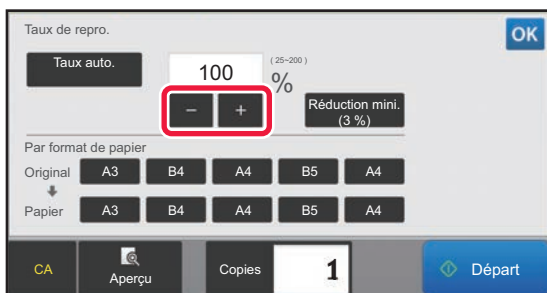 Taux de repro.
OK
Taux auto.
100
( 25~200 )
%
− +
Réduction mini.
(3 %)
Par format de papier
Original A3 B4 A4 B5 A4
Papier A3 B4 A4 B5 A4
CA
Aperçu
Copies
1
Départ